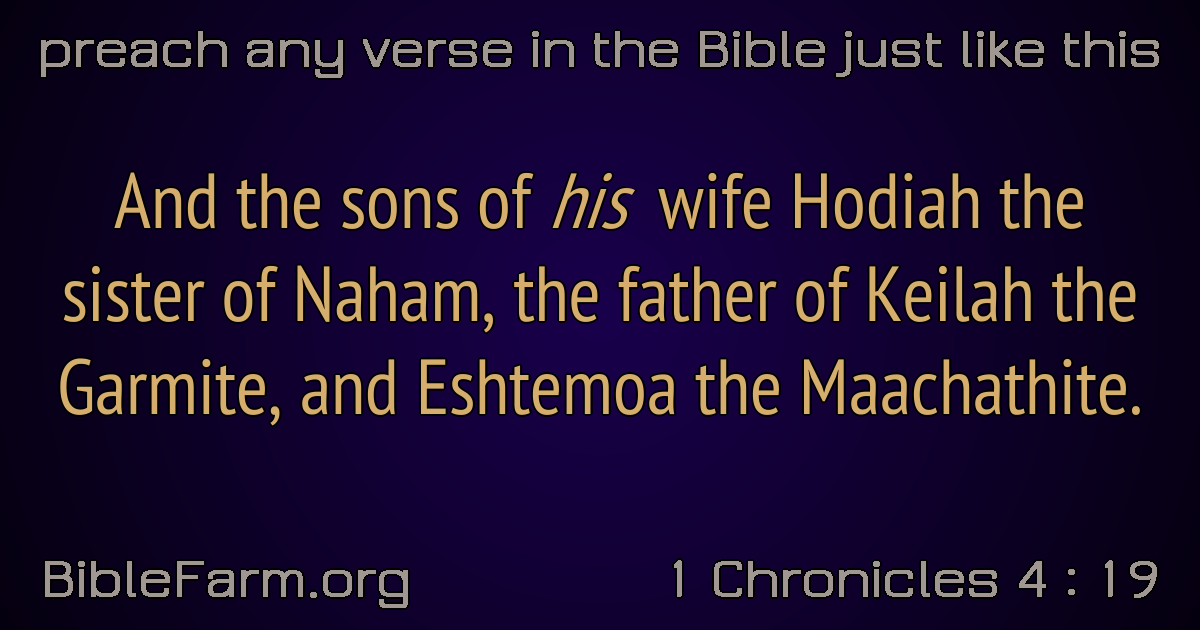 preach any verse in the Bible just like this
And the sons of his wife Hodiah the
sister of Naham, the father of Keilah the
Garmite, and Eshtemoa the Maachathite.
BibleFarm.org
1 Chronicles 4 : 19